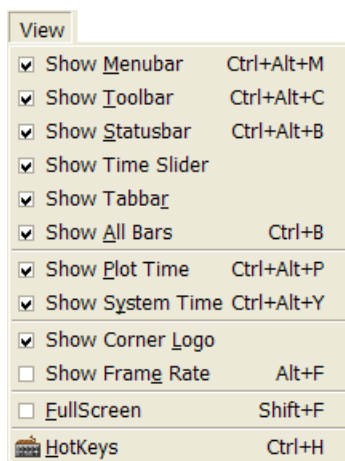 View
Show Menubar Ctrl+Alt+M
Show Toolbar Ctrl+Alt+C
Show Statusbar Ctrl+Alt+B
Show Time Slider
Show Tabbar
Show All Bars Ctrl+B
Show Plot Time Ctrl+Alt+P
Show System Time Ctrl+Alt+Y
Show Corner Logo
Show Frame Rate Alt+F
FullScreen Shift+F
HotKeys Ctrl+H